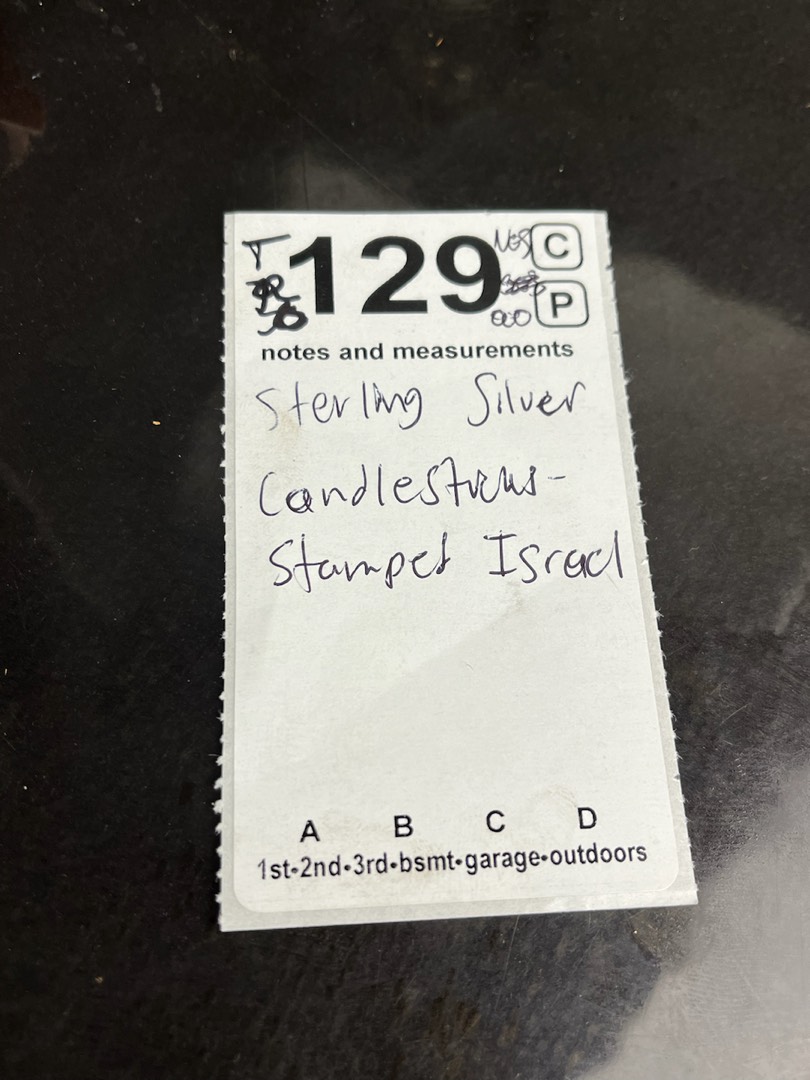 T 129 C
P
notes and measurements
Sterling Silver
Candlesticks-
Stamped Israel
A B C D
1st•2nd•3rd•bsmt•garage•outdoors